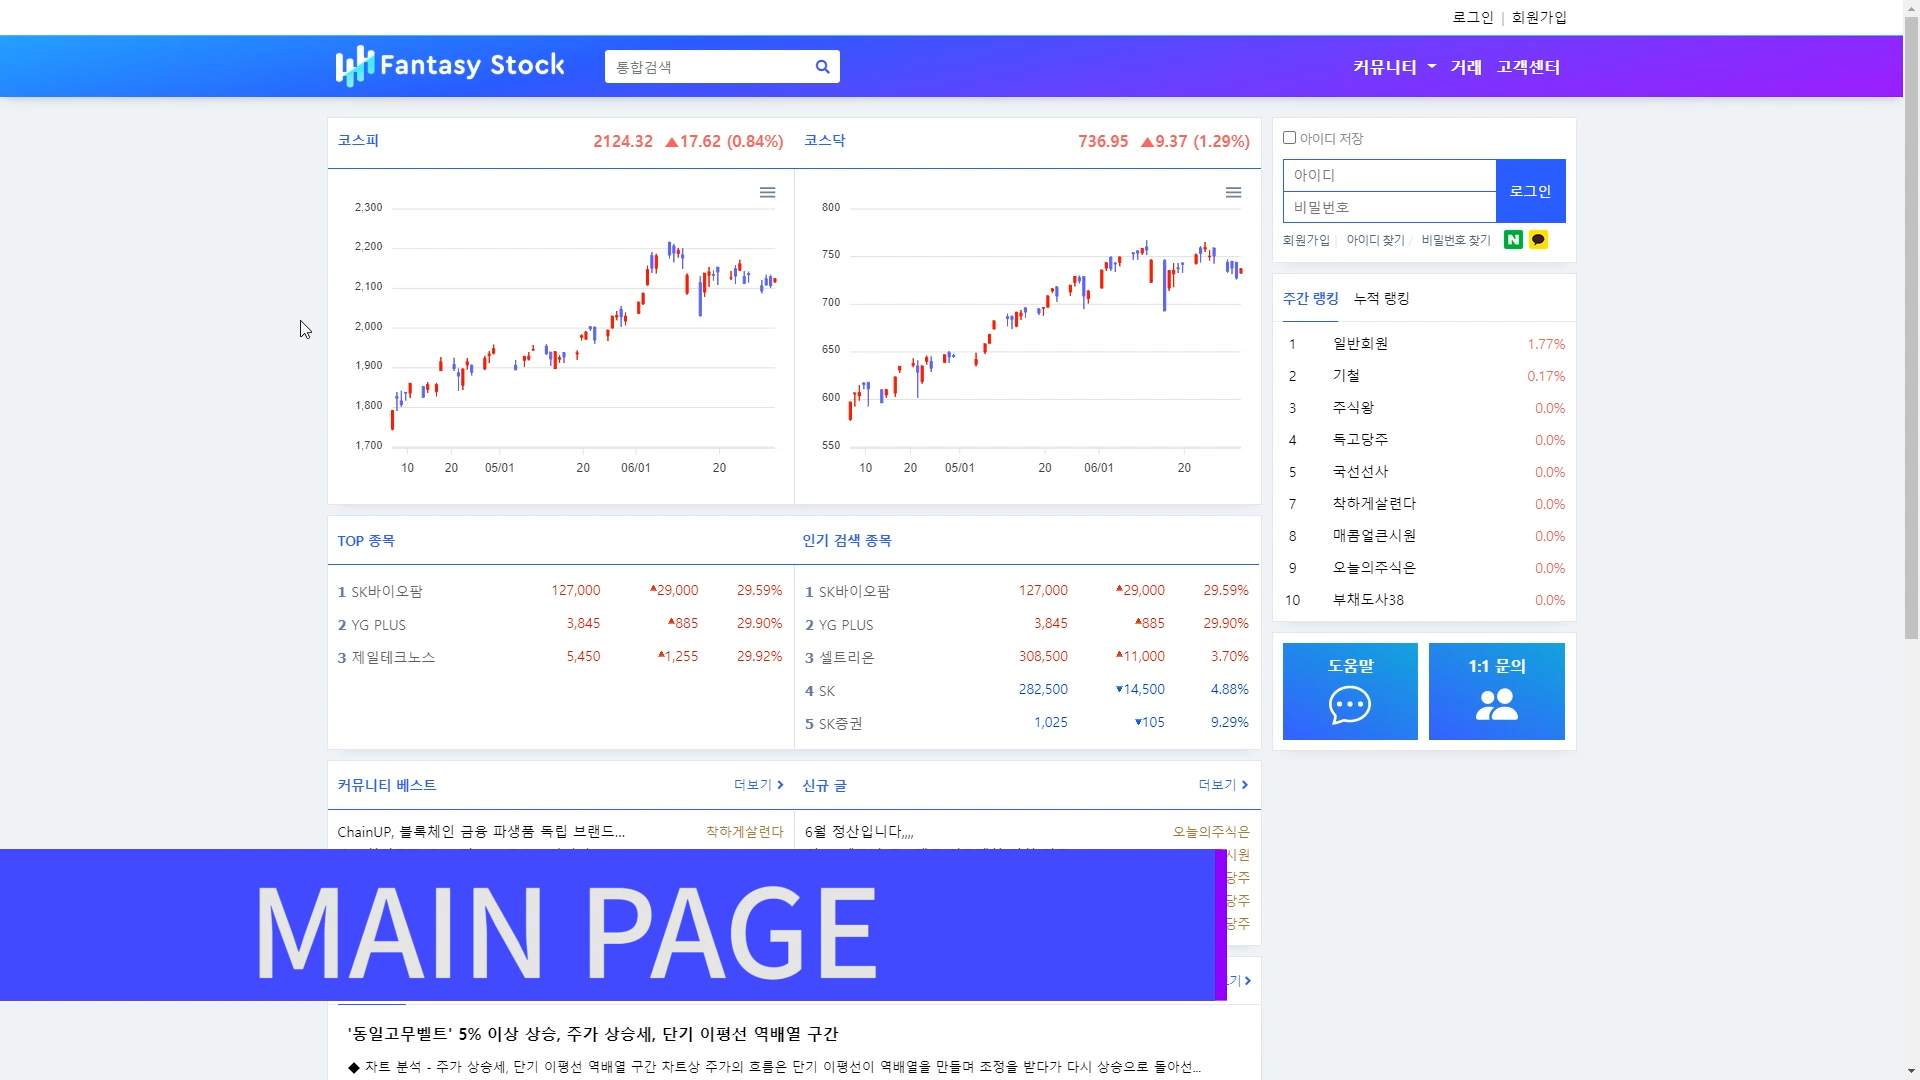 로그인 | 회원가입
Fantasy Stock
통합검색
커뮤니티 거래 고객센터
코스피 2124.32 ▲17.62 (0.84%)
2,300
2,200
2,100
2,000
1,900
1,800
1,700
10 20 05/01 20 06/01 20
코스닥 736.95 ▲9.37 (1.29%)
800
750
700
650
600
550
10 20 05/01 20 06/01 20
아이디 저장
아이디
비밀번호
로그인
회원가입 | 아이디 찾기 / 비밀번호 찾기 N
주간 랭킹 누적 랭킹
1 일반회원 1.77%
2 기철 0.17%
3 주식왕 0.0%
4 독고당주 0.0%
5 국선선사 0.0%
7 착하게살련다 0.0%
8 매콤얼큰시원 0.0%
9 오늘의주식은 0.0%
10 부채도사38 0.0%
도움말
1:1 문의
TOP 종목
1 SK바이오팜 127,000 ▲29,000 29.59%
2 YG PLUS 3,845 ▲885 29.90%
3 제일테크노스 5,450 ▲1,255 29.92%
인기 검색 종목
1 SK바이오팜 127,000 ▲29,000 29.59%
2 YG PLUS 3,845 ▲885 29.90%
3 셀트리온 308,500 ▲11,000 3.70%
4 SK 282,500 ▼14,500 4.88%
5 SK증권 1,025 ▼105 9.29%
커뮤니티 베스트 더보기
ChainUP, 블록체인 금융 파생품 독립 브랜드... 착하게살련다
신규 글 더보기
6월 정산입니다,,,, 오늘의주식은
시원
당주
당주
당주
MAIN PAGE
기
'동일고무벨트' 5% 이상 상승, 주가 상승세, 단기 이평선 역배열 구간
◆ 차트 분석 - 주가 상승세, 단기 이평선 역배열 구간 차트상 주가의 흐름은 단기 이평선이 역배열을 만들며 조정을 받다가 다시 상승으로 돌아선...